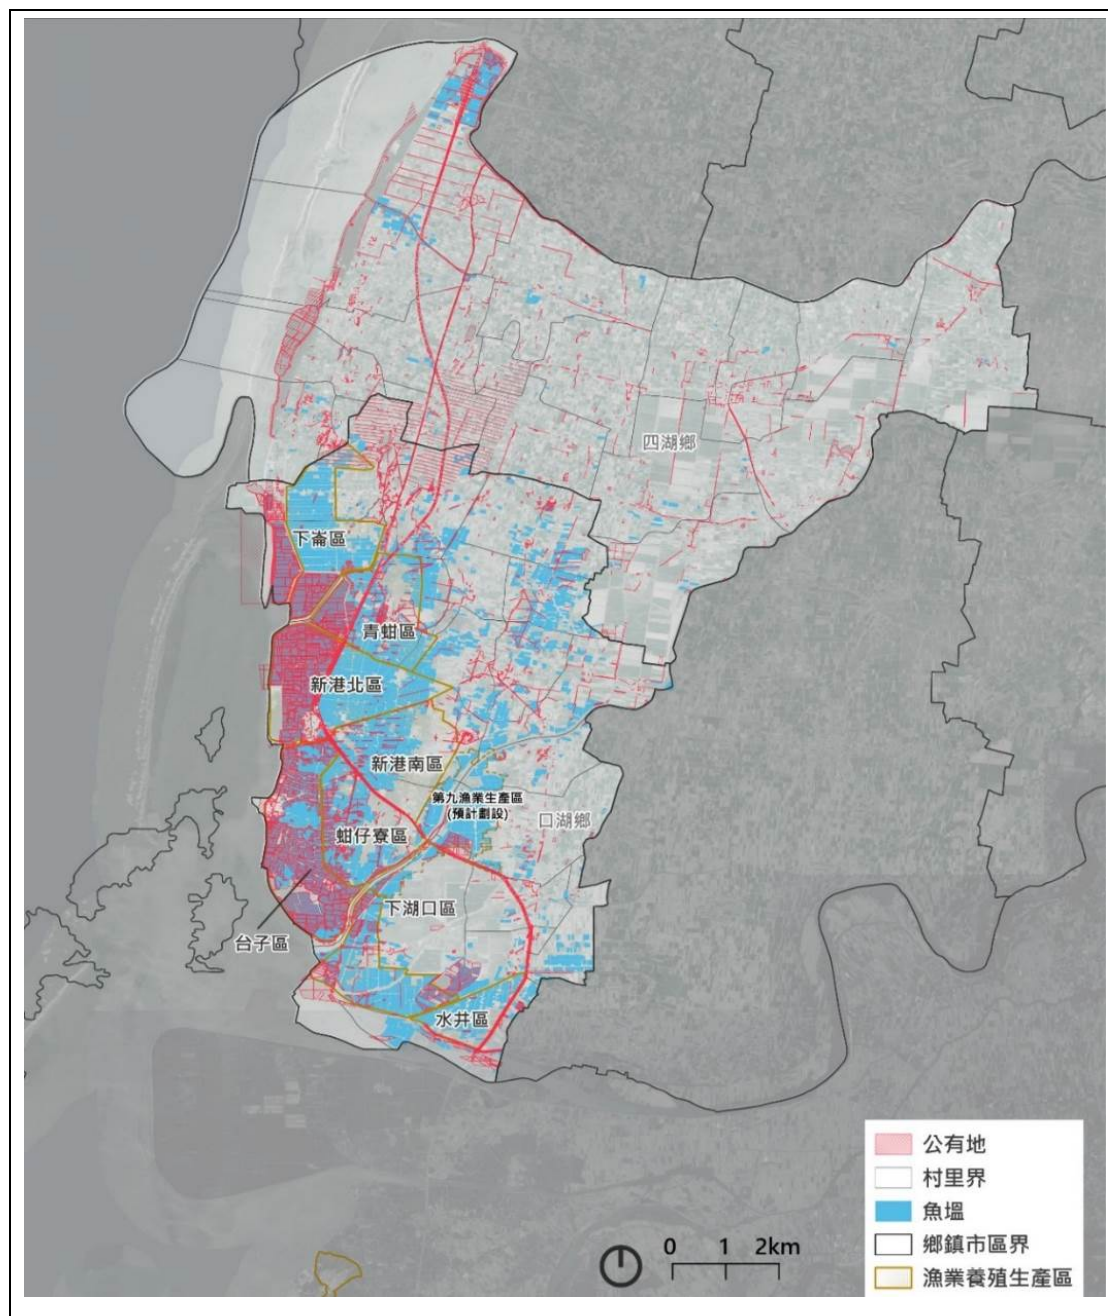 四湖鄉
下崙區
青蚶區
新港北區
新港南區
第九漁業生產區
(預計劃設)
口湖鄉
蚶仔寮區
下湖口區
台子區
水井區
公有地
村里界
魚塭
鄉鎮市區界
漁業養殖生產區
0 1 2km